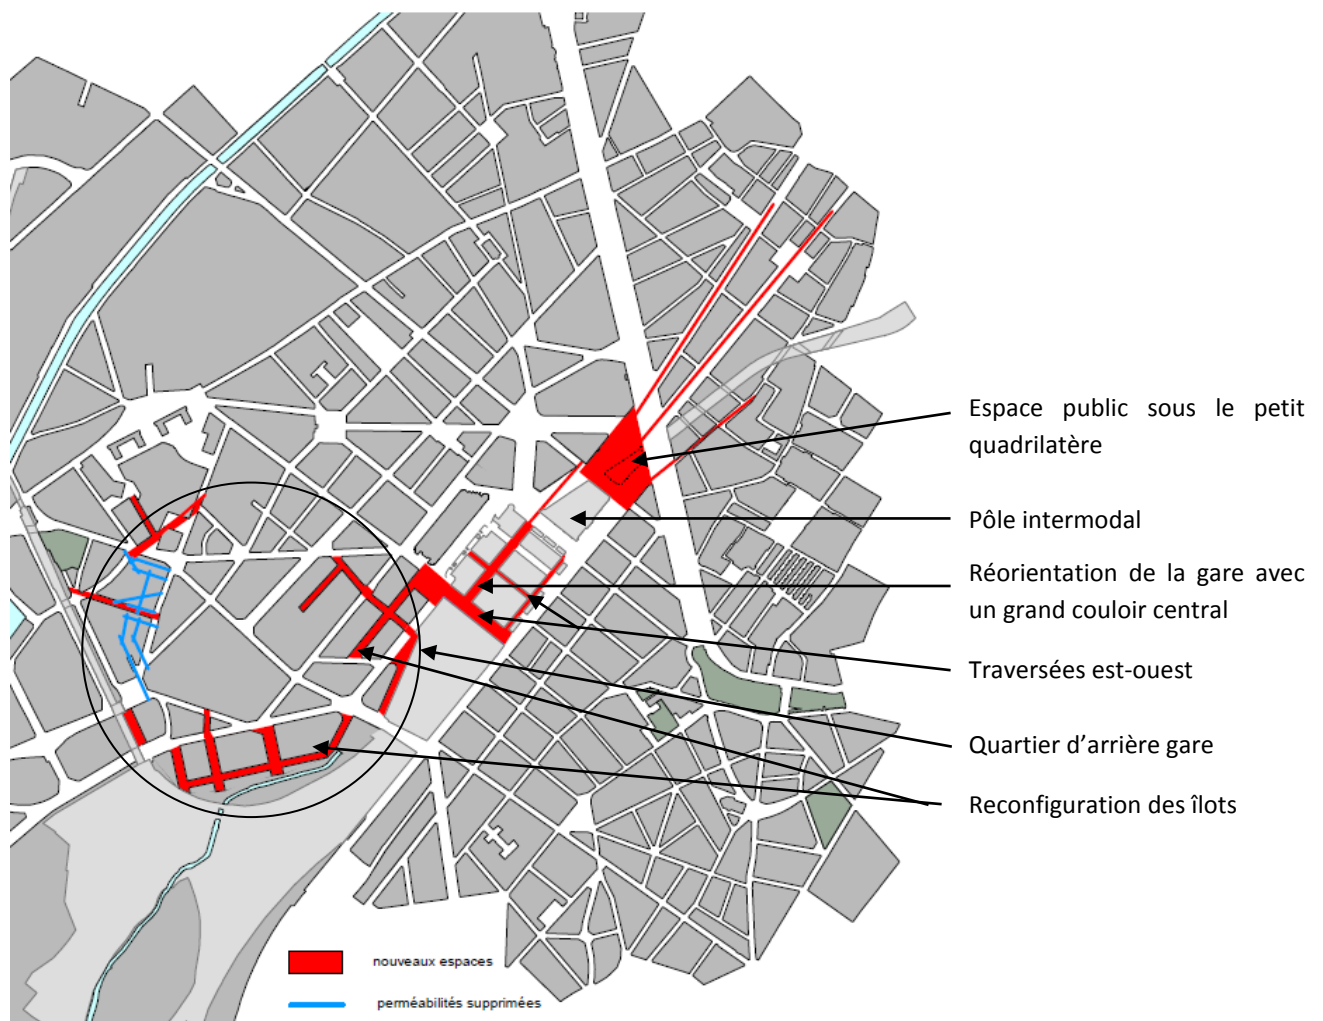 Espace public sous le petit
quadrilatère
Pôle intermodal
Réorientation de la gare avec
un grand couloir central
Traversées est-ouest
Quartier d’arrière gare
Reconfiguration des îlots
nouveaux espaces
perméabilités supprimées